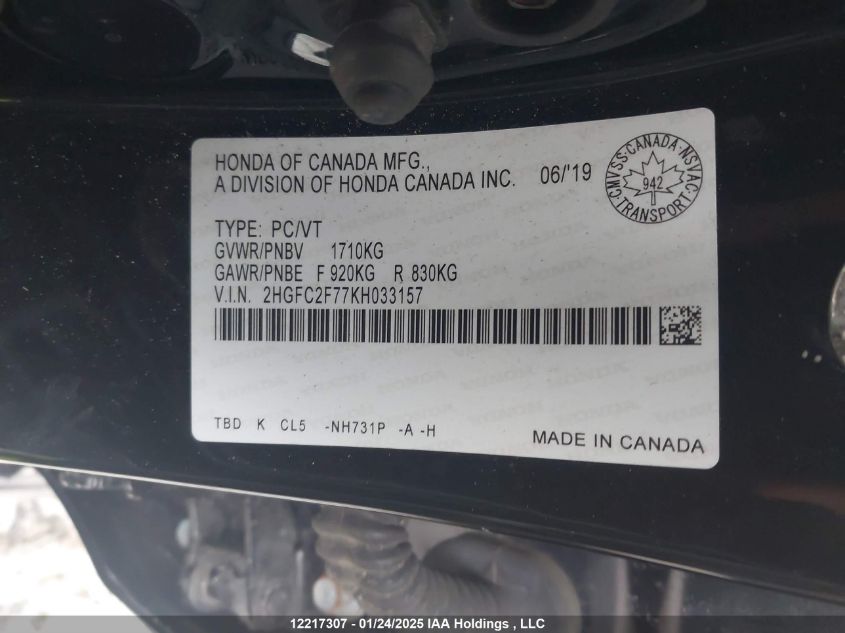 HONDA OF CANADA MFG.,
A DIVISION OF HONDA CANADA INC. 06/'19
CMVSS·CANADA·NSVAC
942
TRANSPORT
TYPE: PC/VT
GVWR/PNBV 1710KG
GAWR/PNBE F 920KG R 830KG
V.I.N. 2HGFC2F77KH033157
TBD K CL5 -NH731P -A -H
MADE IN CANADA
12217307 - 01/24/2025 IAA Holdings , LLC